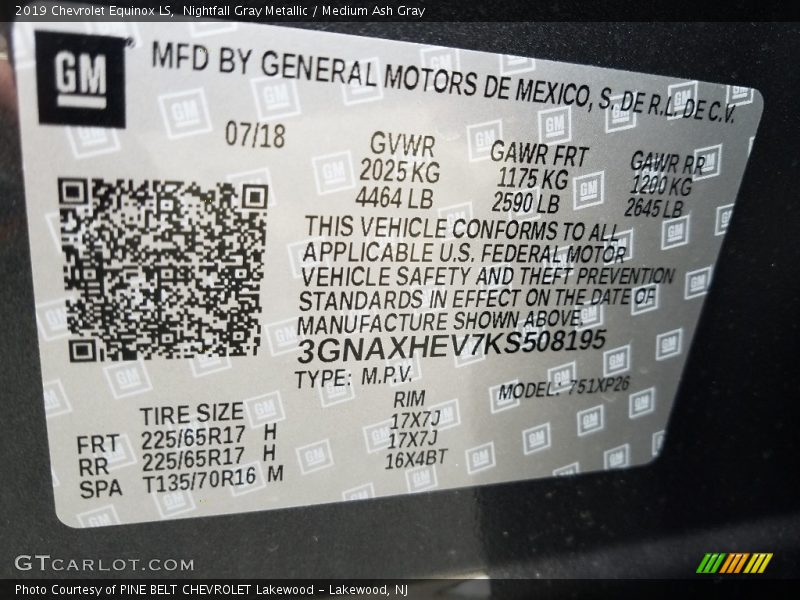 2019 Chevrolet Equinox LS,  Nightfall Gray Metallic / Medium Ash Gray
GM
MFD BY GENERAL MOTORS DE MEXICO, S. DE R.L. DE C.V.
07/18
GVWR GAWR FRT GAWR RR
2025 KG 1175 KG 1200 KG
4464 LB 2590 LB 2645 LB
THIS VEHICLE CONFORMS TO ALL
APPLICABLE U.S. FEDERAL MOTOR
VEHICLE SAFETY AND THEFT PREVENTION
STANDARDS IN EFFECT ON THE DATE OF
MANUFACTURE SHOWN ABOVE
3GNAXHEV7KS508195
TYPE: M.P.V. MODEL: 751XP26
TIRE SIZE RIM
FRT 225/65R17 H 17X7J
RR 225/65R17 H 17X7J
SPA T135/70R16 M 16X4BT
GTCARLOT.COM
Photo Courtesy of PINE BELT CHEVROLET Lakewood - Lakewood, NJ